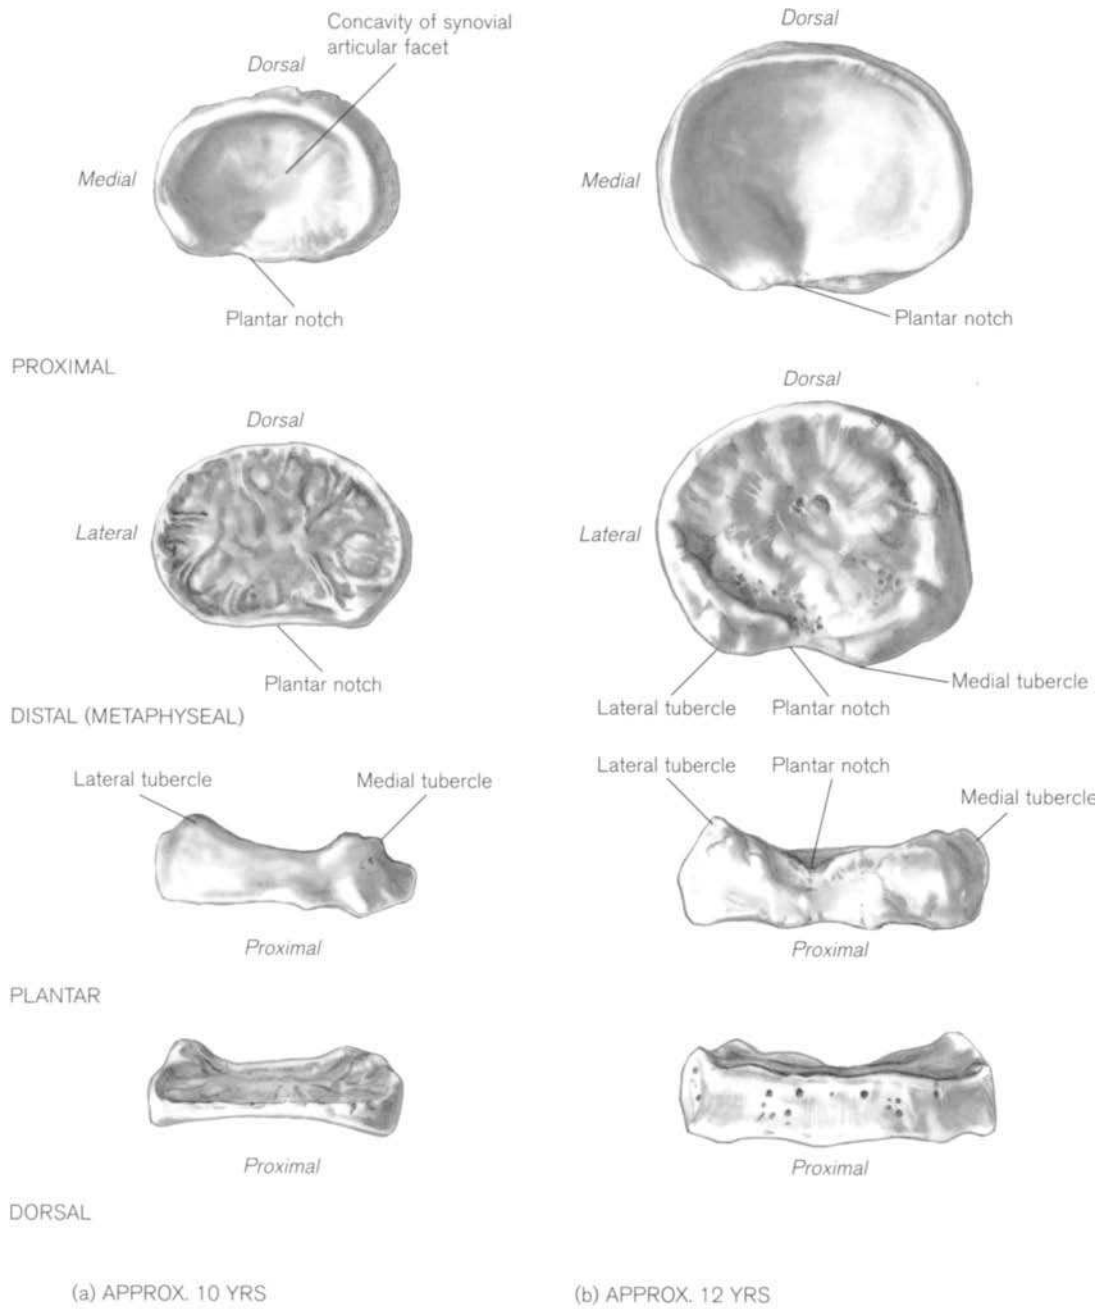 Concavity of synovial
articular facet
Dorsal
Medial
Plantar notch
Dorsal
Medial
Plantar notch
PROXIMAL
Dorsal
Lateral
Plantar notch
Dorsal
Lateral
Medial tubercle
Lateral tubercle
Plantar notch
DISTAL (METAPHYSEAL)
Lateral tubercle
Medial tubercle
Proximal
Lateral tubercle
Plantar notch
Medial tubercle
Proximal
PLANTAR
Proximal
Proximal
DORSAL
(a) APPROX. 10 YRS
(b) APPROX. 12 YRS